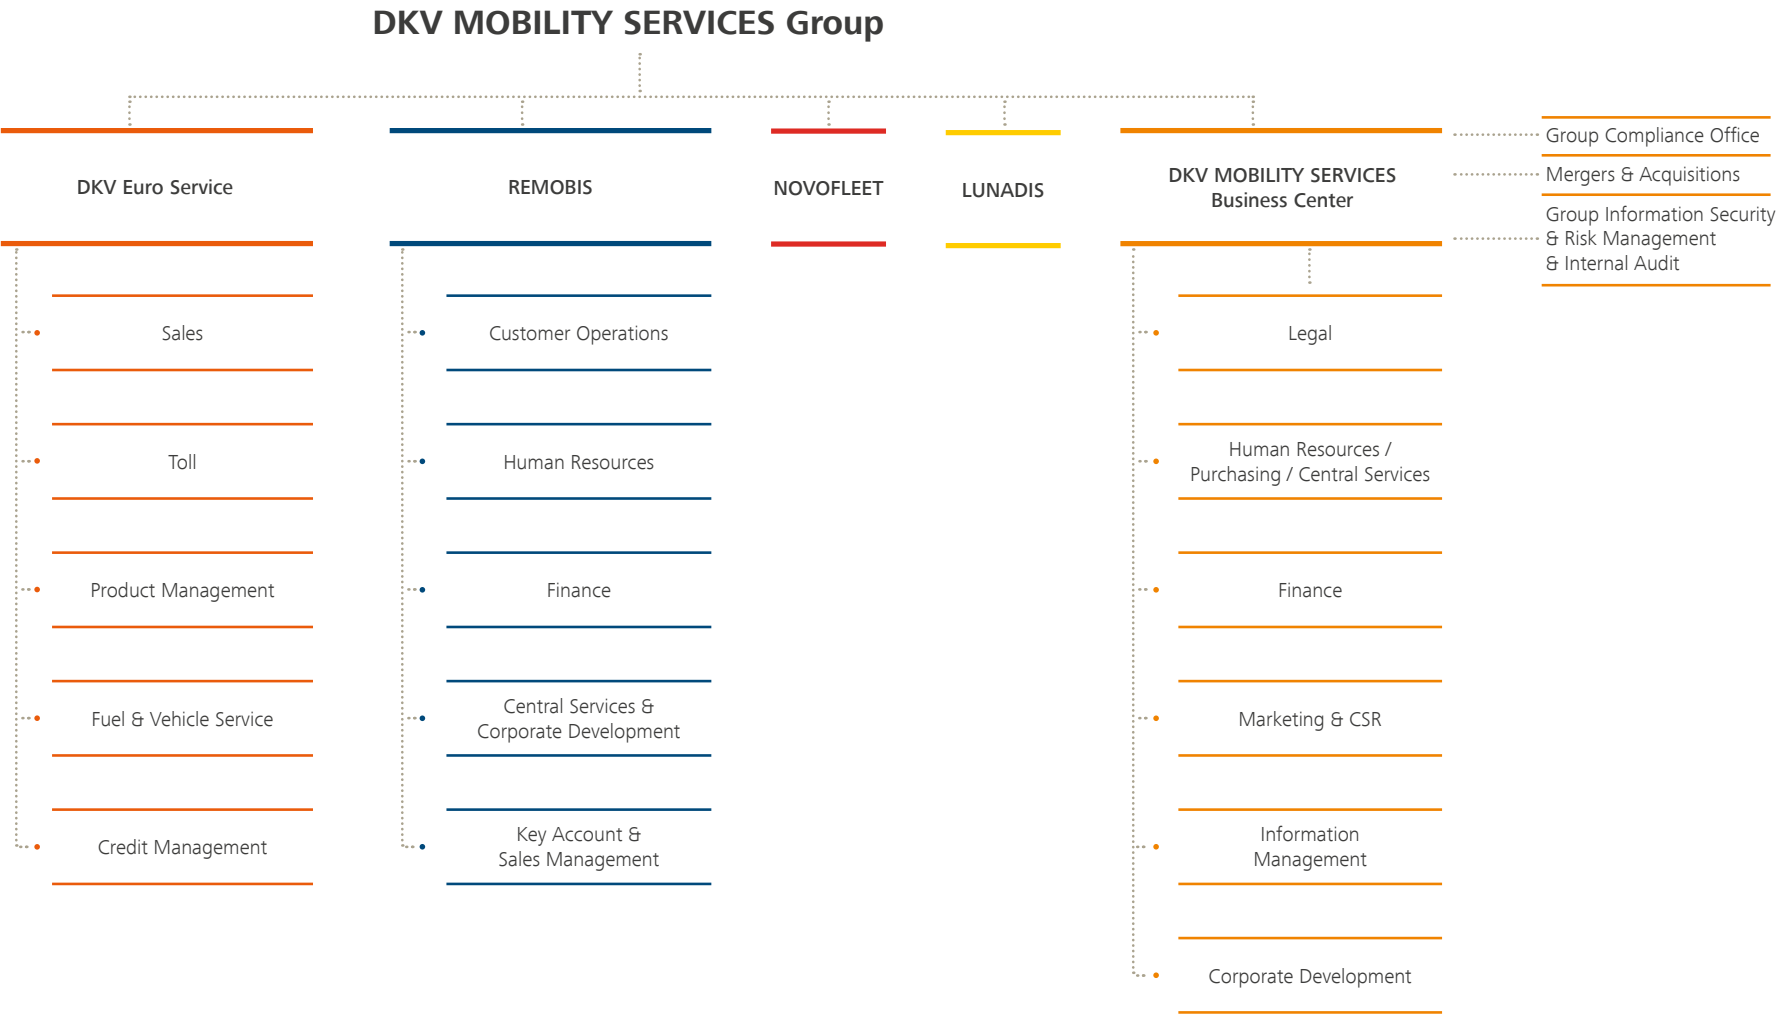 DKV MOBILITY SERVICES Group
DKV Euro Service
REMOBIS
NOVOFLEET
LUNADIS
DKV MOBILITY SERVICES
Business Center
Group Compliance Office
Mergers & Acquisitions
Group Information Security
& Risk Management
& Internal Audit
Sales
Toll
Product Management
Fuel & Vehicle Service
Credit Management
Customer Operations
Human Resources
Finance
Central Services &
Corporate Development
Key Account &
Sales Management
Legal
Human Resources /
Purchasing / Central Services
Finance
Marketing & CSR
Information
Management
Corporate Development